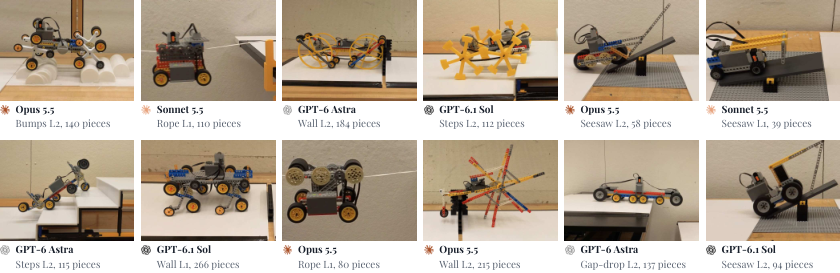 Opus 5.5
Bumps L2, 140 pieces
Sonnet 5.5
Rope L1, 110 pieces
GPT-6 Astra
Wall L2, 184 pieces
GPT-6.1 Sol
Steps L2, 112 pieces
Opus 5.5
Seesaw L2, 58 pieces
Sonnet 5.5
Seesaw L1, 39 pieces
GPT-6 Astra
Steps L2, 115 pieces
GPT-6.1 Sol
Wall L1, 266 pieces
Opus 5.5
Rope L1, 80 pieces
Opus 5.5
Wall L2, 215 pieces
GPT-6 Astra
Gap-drop L2, 137 pieces
GPT-6.1 Sol
Seesaw L2, 94 pieces